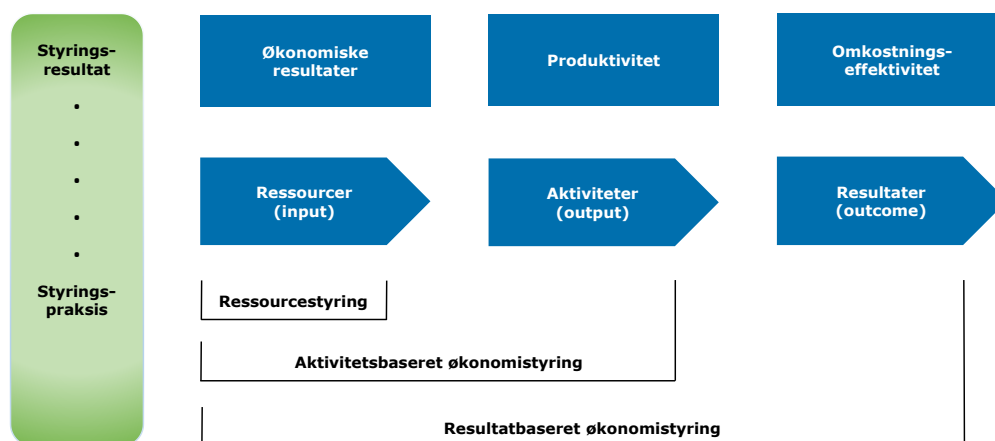 Styrings-
resultat
Økonomiske
resultater
Produktivitet
Omkostnings-
effektivitet
Ressourcer
(input)
Aktiviteter
(output)
Resultater
(outcome)
Styrings-
praksis
Ressourcestyring
Aktivitetsbaseret økonomistyring
Resultatbaseret økonomistyring